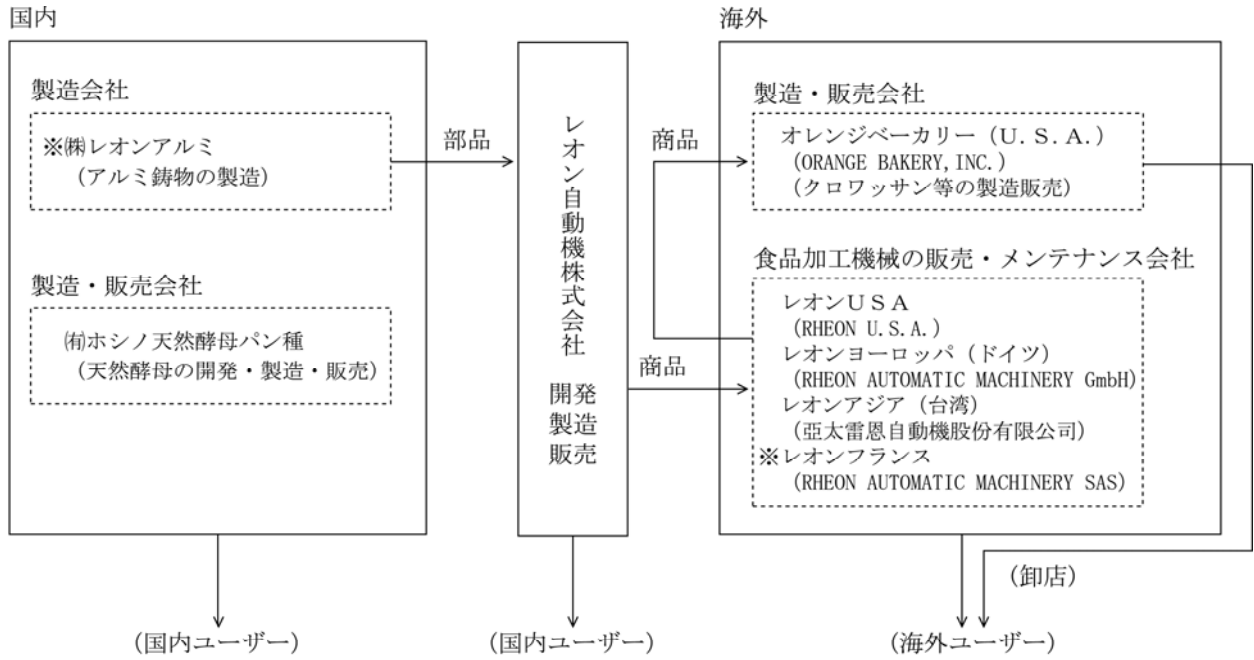 国内
製造会社
※㈱レオンアルミ
(アルミ鋳物の製造)
製造・販売会社
㈲ホシノ天然酵母パン種
(天然酵母の開発・製造・販売)
部品
レオン自動機株式会社
開発
製造
販売
商品
商品
海外
製造・販売会社
オレンジベーカリー(U.S.A.)
(ORANGE BAKERY,INC.)
(クロワッサン等の製造販売)
食品加工機械の販売・メンテナンス会社
レオンUSA
(RHEON U.S.A.)
レオンヨーロッパ(ドイツ)
(RHEON AUTOMATIC MACHINERY GmbH)
レオンアジア(台湾)
(亞太雷恩自動機股份有限公司)
※レオンフランス
(RHEON AUTOMATIC MACHINERY SAS)
(卸店)
(国内ユーザー)
(国内ユーザー)
(海外ユーザー)